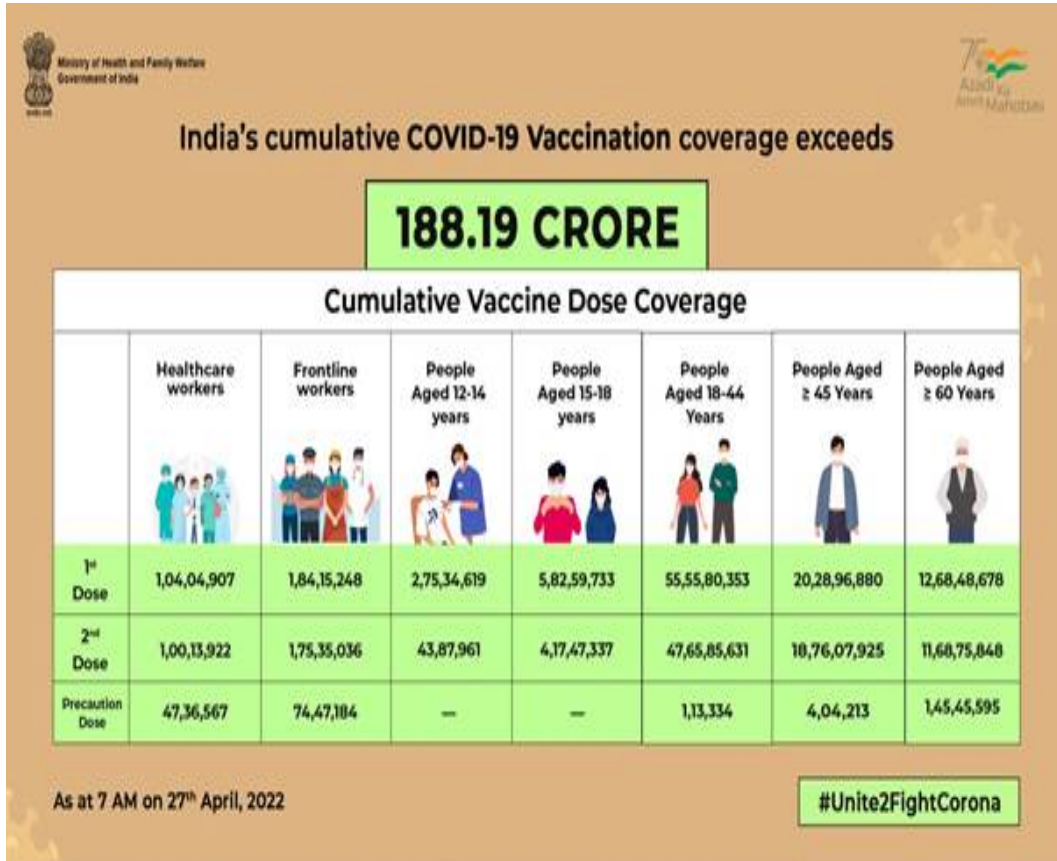 Ministry of Health and Family Welfare
Government of India
75
Azadi Ka
Amrit Mahotsav
India's cumulative COVID-19 Vaccination coverage exceeds
188.19 CRORE
Cumulative Vaccine Dose Coverage
Healthcare workers Frontline workers People Aged 12-14 years People Aged 15-18 years People Aged 18-44 Years People Aged ≥ 45 Years People Aged ≥ 60 Years
1st Dose 1,04,04,907 1,84,15,248 2,75,34,619 5,82,59,733 55,55,80,353 20,28,96,880 12,68,48,678
2nd Dose 1,00,13,922 1,75,35,036 43,87,961 4,17,47,337 47,65,85,631 18,76,07,925 11,68,75,848
Precaution Dose 47,36,567 74,47,184 — — 1,13,334 4,04,213 1,45,45,595
As at 7 AM on 27th April, 2022
#Unite2FightCorona